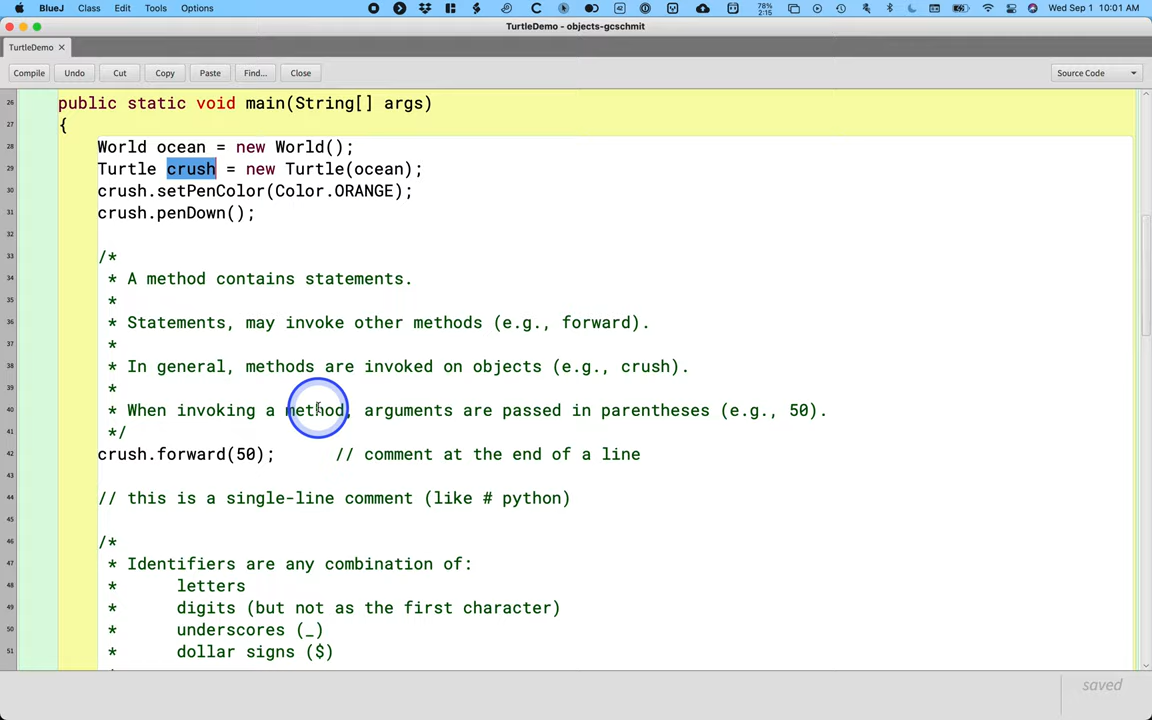 BlueJ Class Edit Tools Options 42 78% 2:15 Wed Sep 1 10:01 AM
TurtleDemo - objects-gcschmit
TurtleDemo ×
Compile Undo Cut Copy Paste Find... Close Source Code
26 public static void main(String[] args)
27 {
28 World ocean = new World();
29 Turtle crush = new Turtle(ocean);
30 crush.setPenColor(Color.ORANGE);
31 crush.penDown();
32
33 /*
34 * A method contains statements.
35 *
36 * Statements, may invoke other methods (e.g., forward).
37 *
38 * In general, methods are invoked on objects (e.g., crush).
39 *
40 * When invoking a method, arguments are passed in parentheses (e.g., 50).
41 */
42 crush.forward(50); // comment at the end of a line
43
44 // this is a single-line comment (like # python)
45
46 /*
47 * Identifiers are any combination of:
48 * letters
49 * digits (but not as the first character)
50 * underscores (_)
51 * dollar signs ($)
saved